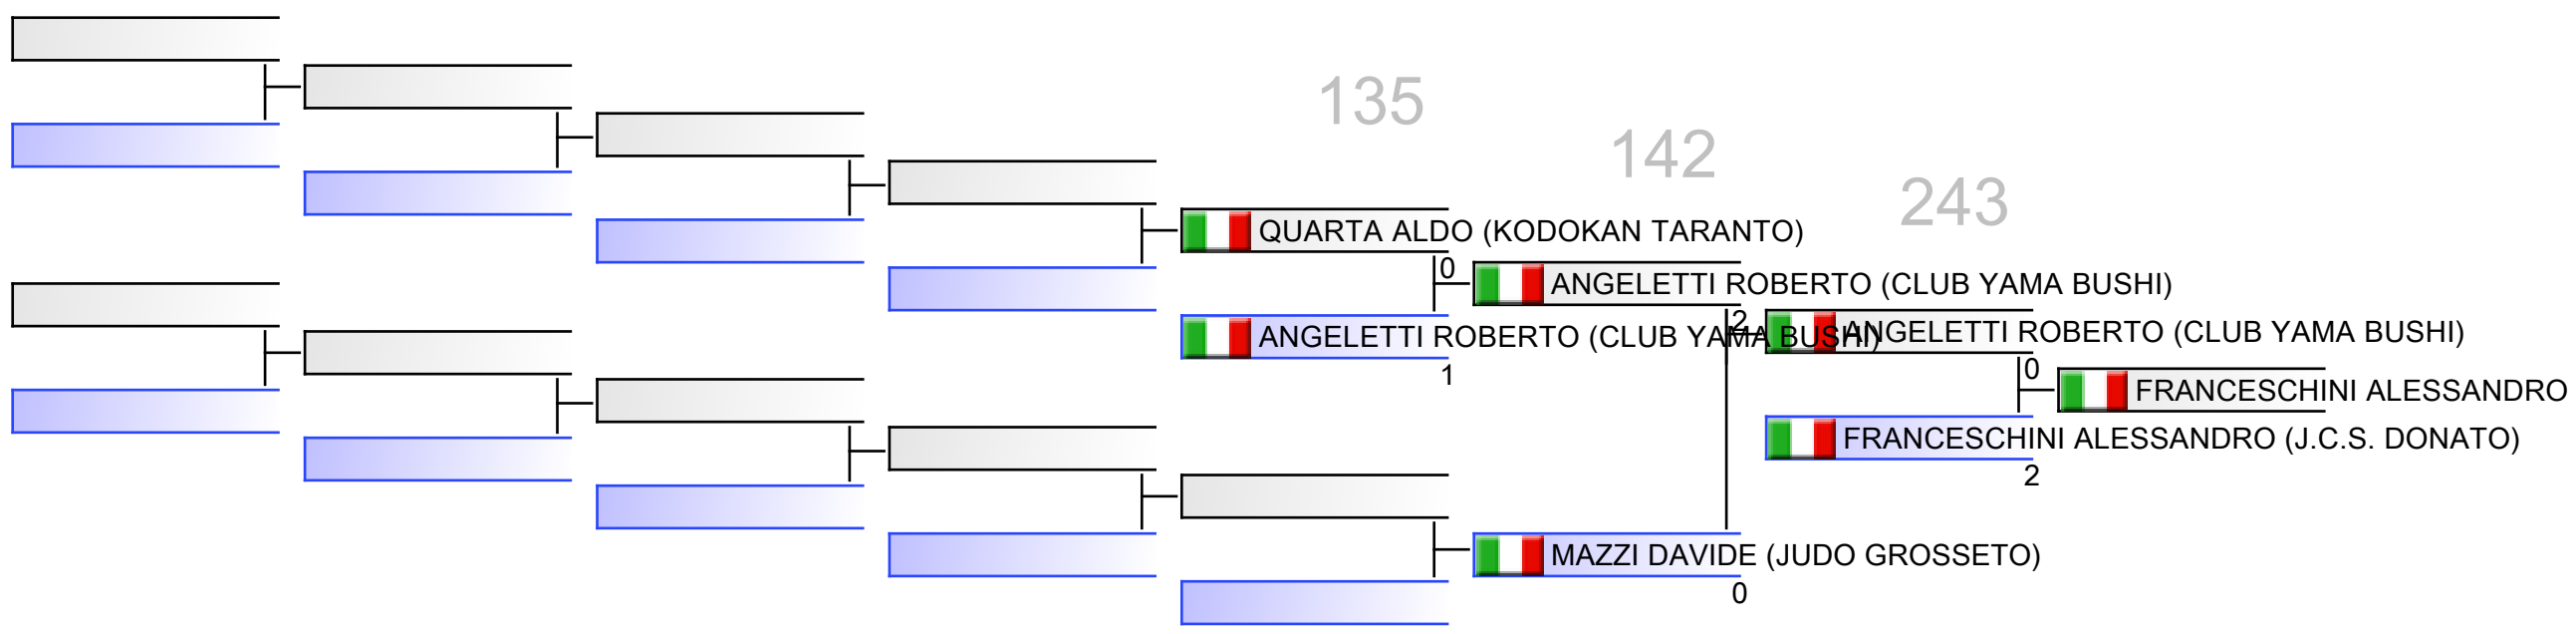 135
142
243
QUARTA ALDO (KODOKAN TARANTO)
0
ANGELETTI ROBERTO (CLUB YAMA BUSHI)
2
ANGELETTI ROBERTO (CLUB YAMA BUSHI)
ANGELETTI ROBERTO (CLUB YAMA BUSHI)
1
0
FRANCESCHINI ALESSANDRO
FRANCESCHINI ALESSANDRO (J.C.S. DONATO)
2
MAZZI DAVIDE (JUDO GROSSETO)
0